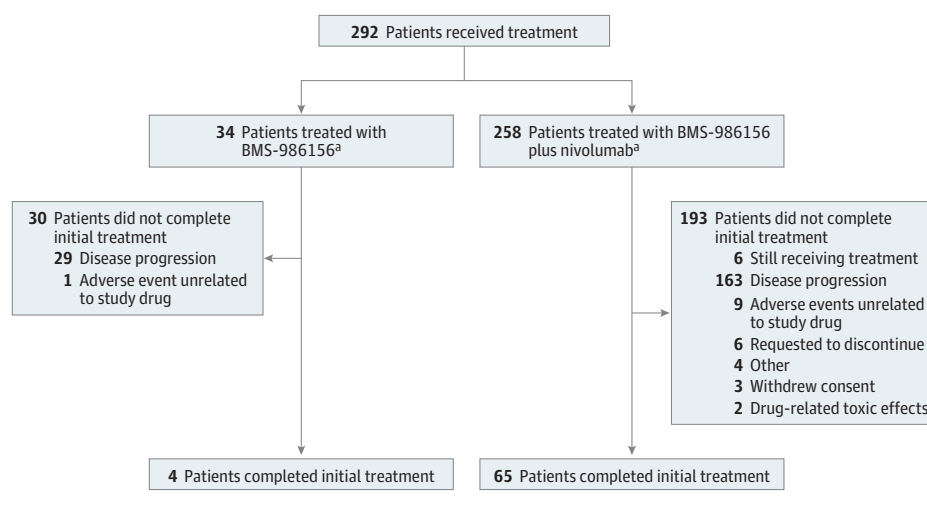 292 Patients received treatment
34 Patients treated with
BMS-986156a
258 Patients treated with BMS-986156
plus nivolumaba
30 Patients did not complete
initial treatment
29 Disease progression
1 Adverse event unrelated
to study drug
193 Patients did not complete
initial treatment
6 Still receiving treatment
163 Disease progression
9 Adverse events unrelated
to study drug
6 Requested to discontinue
4 Other
3 Withdrew consent
2 Drug-related toxic effects
4 Patients completed initial treatment
65 Patients completed initial treatment